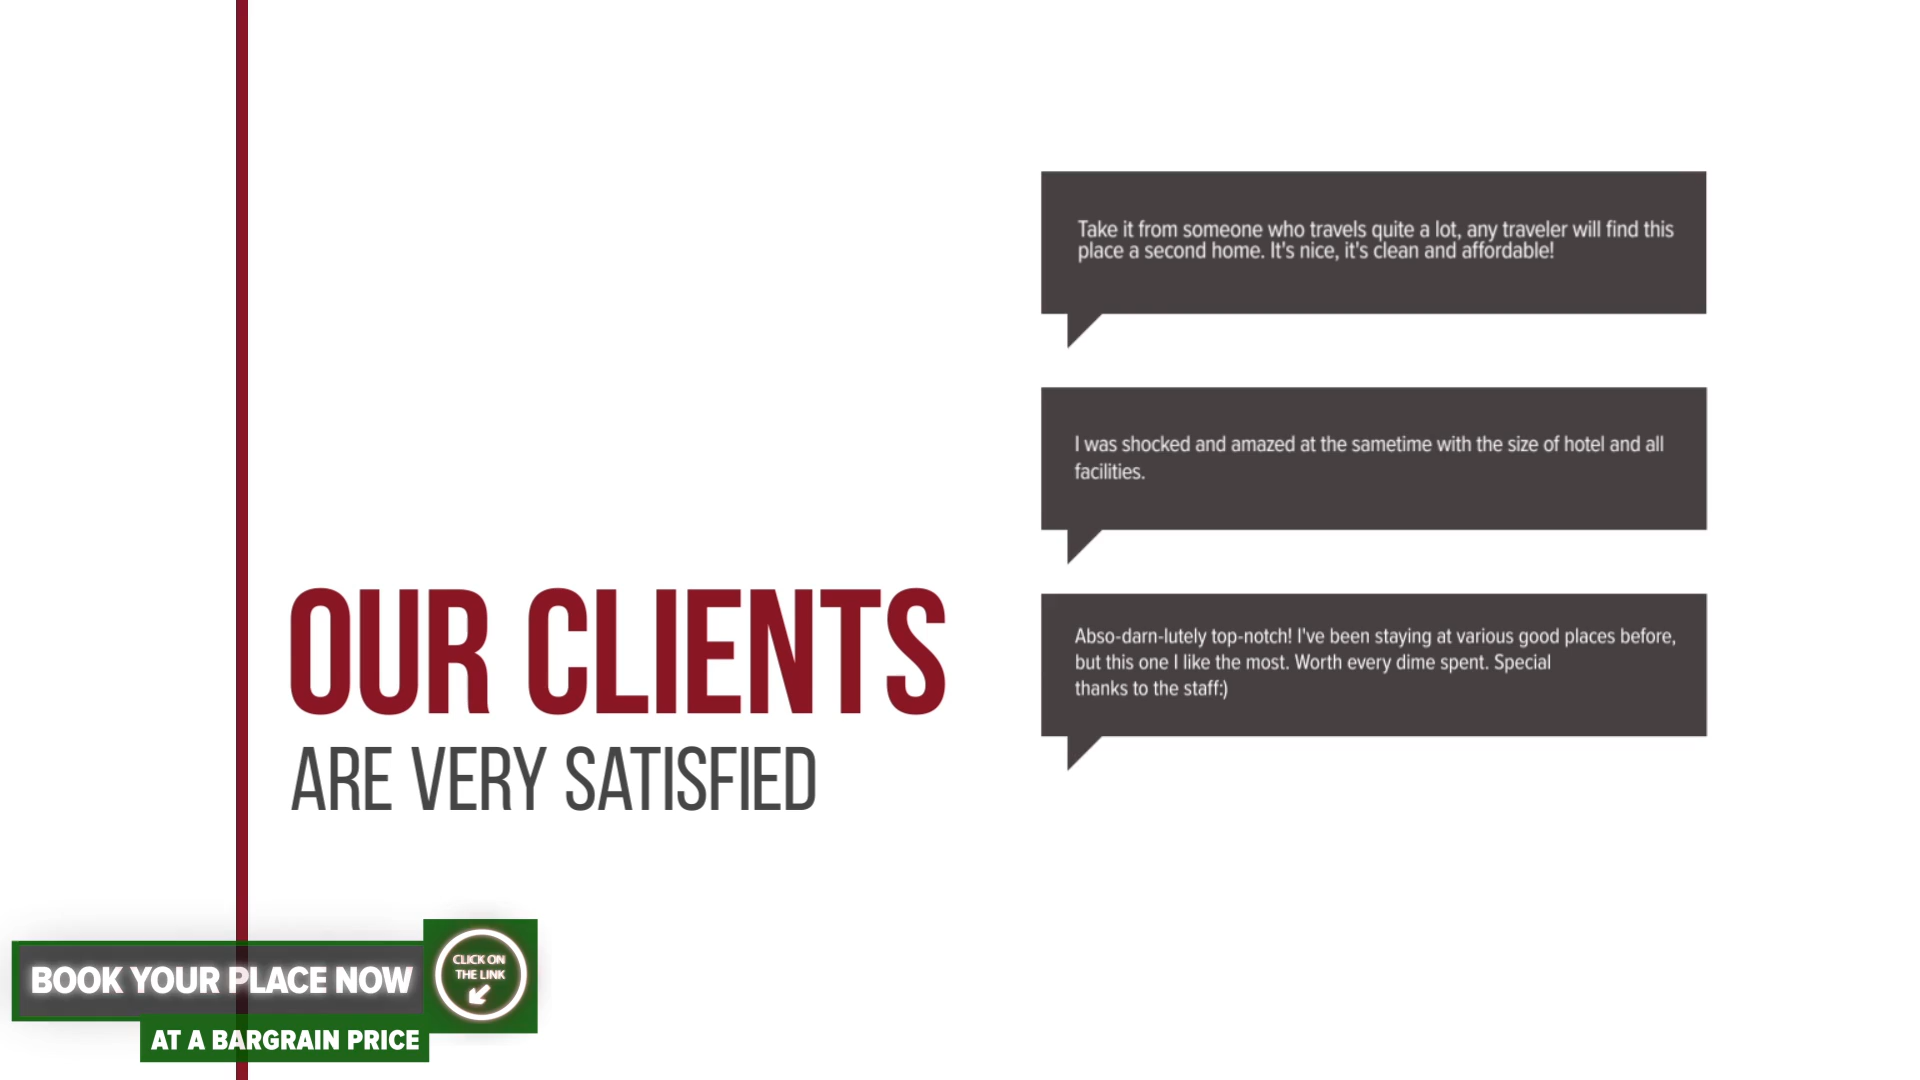 Take it from someone who travels quite a lot, any traveler will find this
place a second home. It's nice, it's clean and affordable!
I was shocked and amazed at the sametime with the size of hotel and all
facilities.
Abso-darn-lutely top-notch! I've been staying at various good places before,
but this one I like the most. Worth every dime spent. Special
thanks to the staff:)
OUR CLIENTS
ARE VERY SATISFIED
BOOK YOUR PLACE NOW
CLICK ON
THE LINK
AT A BARGRAIN PRICE